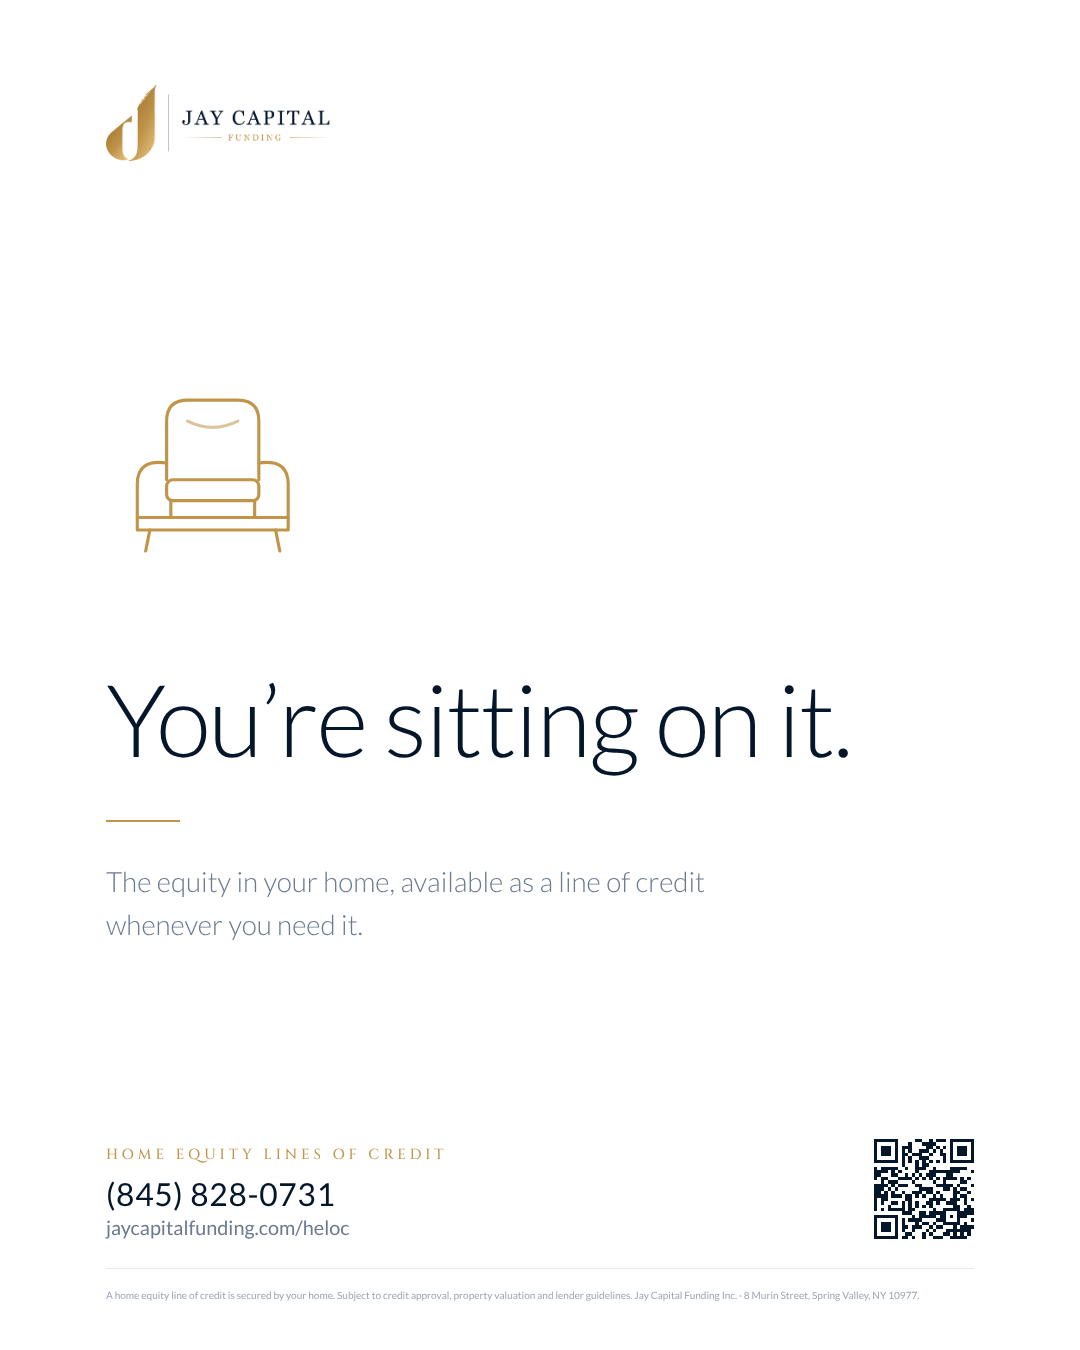 JAY CAPITAL
FUNDING
You’re sitting on it.
The equity in your home, available as a line of credit
whenever you need it.
HOME EQUITY LINES OF CREDIT
(845) 828-0731
jaycapitalfunding.com/heloc
A home equity line of credit is secured by your home. Subject to credit approval, property valuation and lender guidelines. Jay Capital Funding Inc. · 8 Murin Street, Spring Valley, NY 10977.